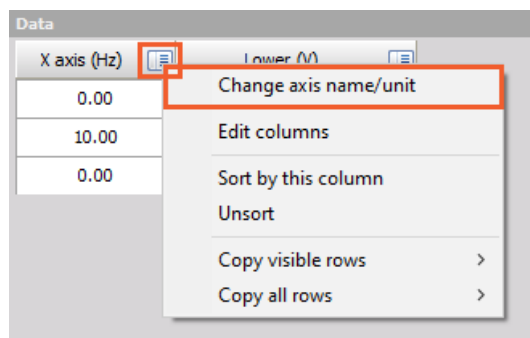 Data
X axis (Hz) Lower (V)
0.00
10.00
0.00
Change axis name/unit
Edit columns
Sort by this column
Unsort
Copy visible rows
Copy all rows